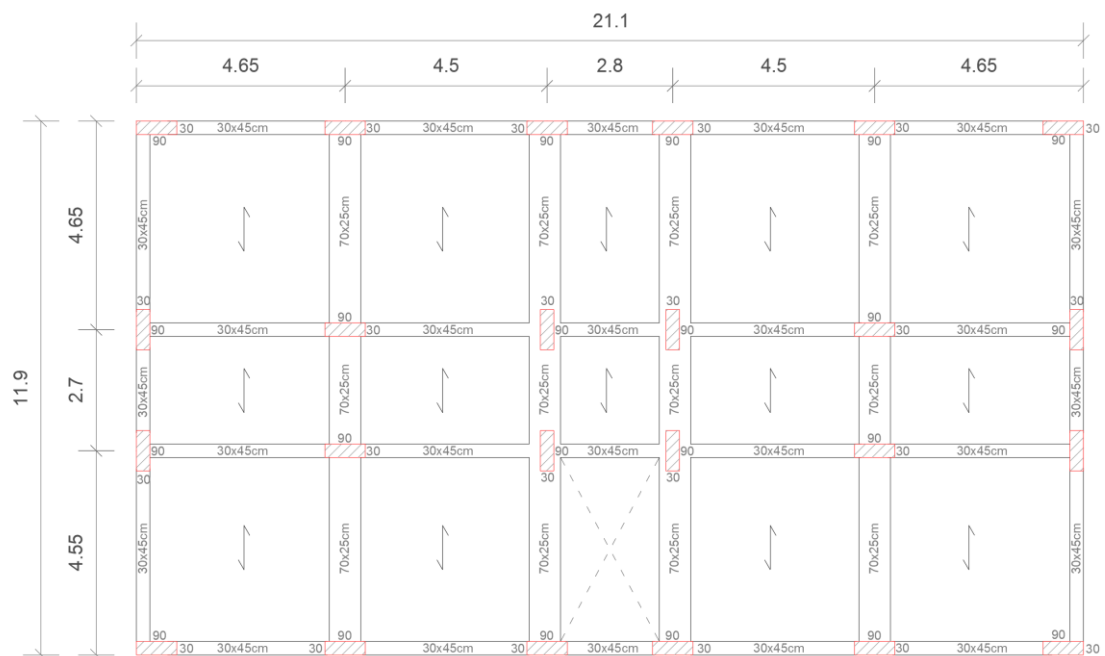 21.1
4.65 4.5 2.8 4.5 4.65
30 30x45cm 30 30x45cm 30 30x45cm 30 30x45cm 30 30x45cm 30
90 90 90 90 90 90
11.9
4.65
30x45cm 70x25cm 70x25cm 70x25cm 70x25cm 30x45cm
30 90 30 30 90 30
90 30x45cm 30 30x45cm 90 30x45cm 90 30x45cm 30 30x45cm 90
2.7
30x45cm 70x25cm 70x25cm 70x25cm 70x25cm 30x45cm
90 90
90 30x45cm 30 30x45cm 90 30x45cm 90 30x45cm 30 30x45cm 90
30 30 30 30
4.55
30x45cm 70x25cm 70x25cm 70x25cm 70x25cm 30x45cm
90 90 90 90 90 90
30 30x45cm 30 30x45cm 30 30x45cm 30 30x45cm 30 30x45cm 30